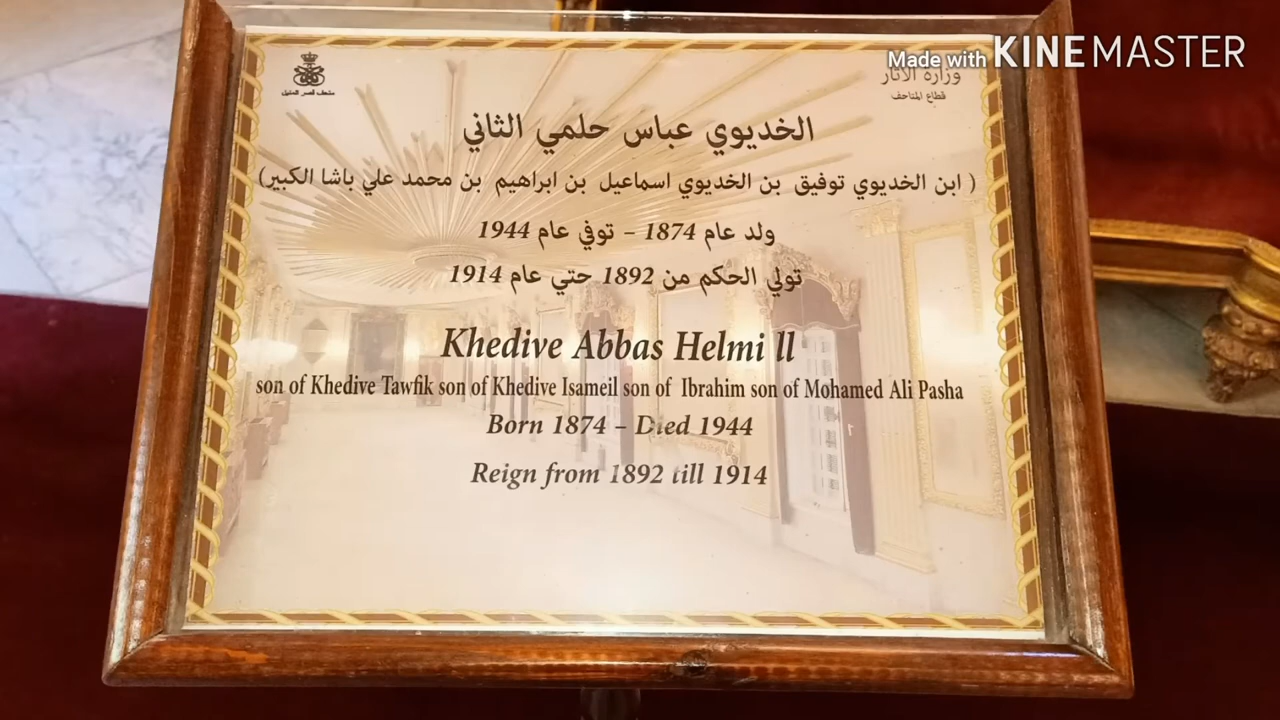 Made with KINEMASTER
متحف قصر المنيل
وزارة الآثار
قطاع المتاحف
الخديوي عباس حلمي الثاني
( ابن الخديوي توفيق بن الخديوي اسماعيل بن ابراهيم بن محمد علي باشا الكبير)
ولد عام 1874 – توفي عام 1944
تولي الحكم من 1892 حتي عام 1914
Khedive Abbas Helmi ll
son of Khedive Tawfik son of Khedive Isameil son of Ibrahim son of Mohamed Ali Pasha
Born 1874 – Died 1944
Reign from 1892 till 1914